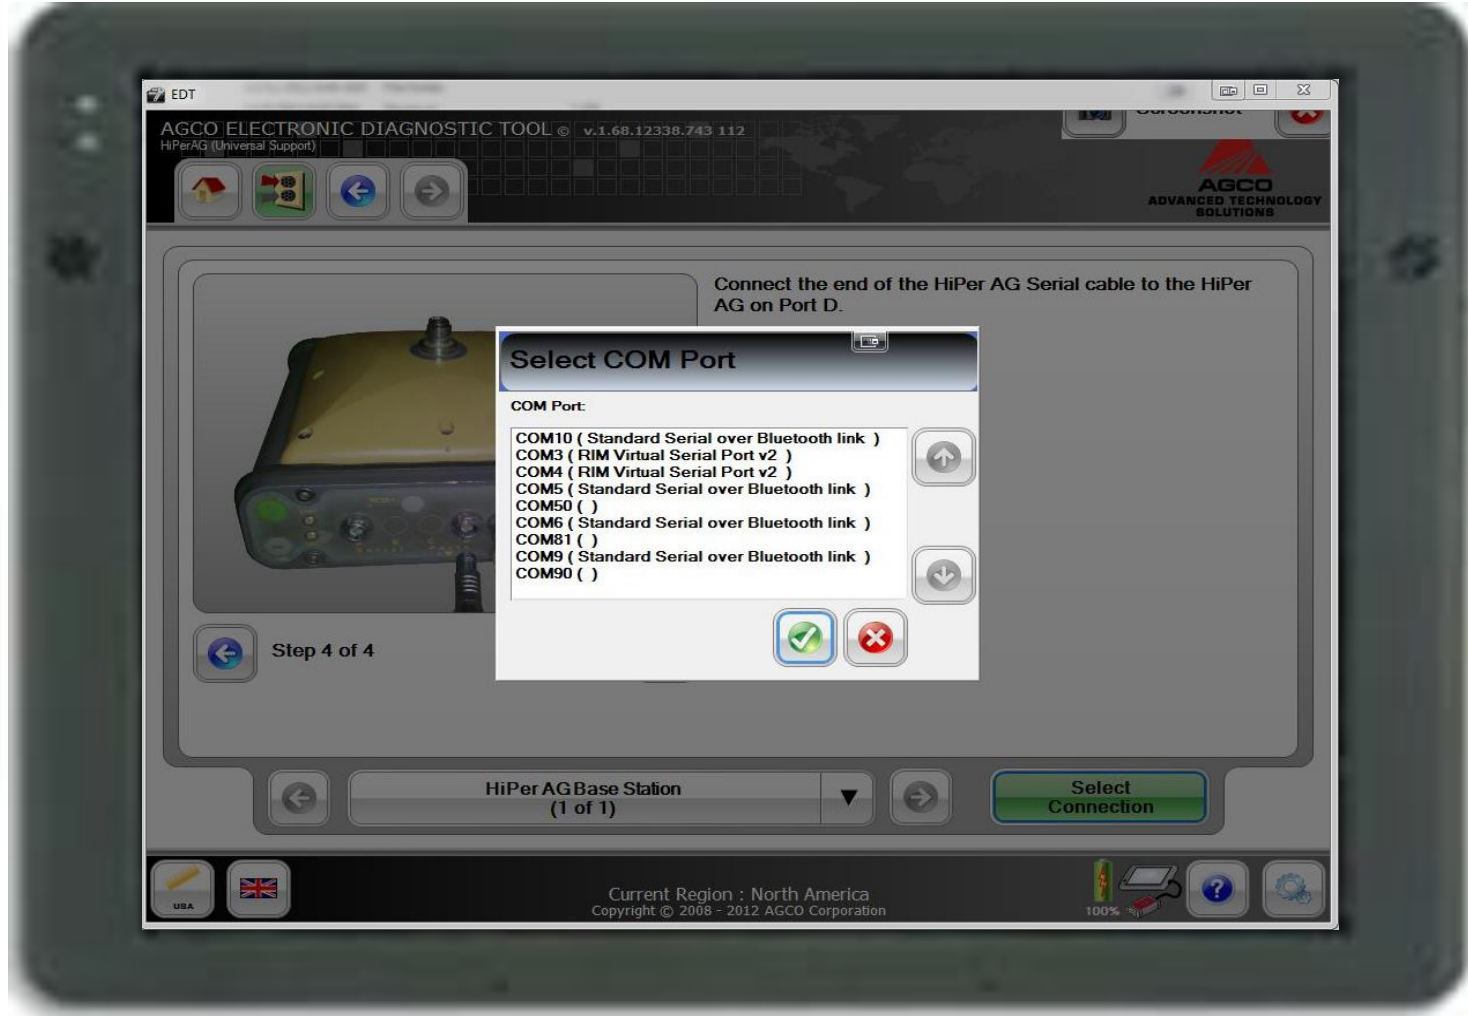 EDT
AGCO ELECTRONIC DIAGNOSTIC TOOL © v.1.68.12338.743 112
HiPerAG (Universal Support)
Screenshot
AGCO
ADVANCED TECHNOLOGY
SOLUTIONS
Connect the end of the HiPer AG Serial cable to the HiPer
AG on Port D.
Select COM Port
COM Port:
COM10 ( Standard Serial over Bluetooth link )
COM3 ( RIM Virtual Serial Port v2 )
COM4 ( RIM Virtual Serial Port v2 )
COM5 ( Standard Serial over Bluetooth link )
COM50 ( )
COM6 ( Standard Serial over Bluetooth link )
COM81 ( )
COM9 ( Standard Serial over Bluetooth link )
COM90 ( )
Step 4 of 4
HiPer AG Base Station
(1 of 1)
Select
Connection
USA
Current Region : North America
Copyright © 2008 - 2012 AGCO Corporation
100%